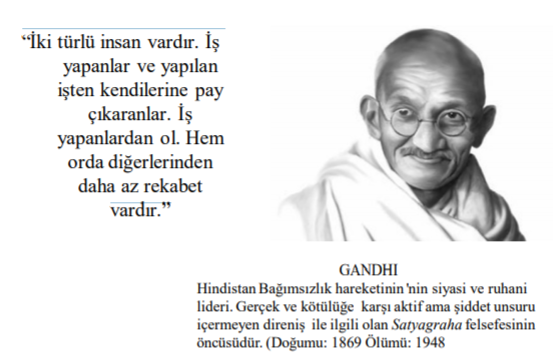 “İki türlü insan vardır. İş
yapanlar ve yapılan
işten kendilerine pay
çıkaranlar. İş
yapanlardan ol. Hem
orda diğerlerinden
daha az rekabet
vardır.”
GANDHI
Hindistan Bağımsızlık hareketinin 'nin siyasi ve ruhani
lideri. Gerçek ve kötülüğe karşı aktif ama şiddet unsuru
içermeyen direniş ile ilgili olan Satyagraha felsefesinin
öncüsüdür. (Doğumu: 1869 Ölümü: 1948